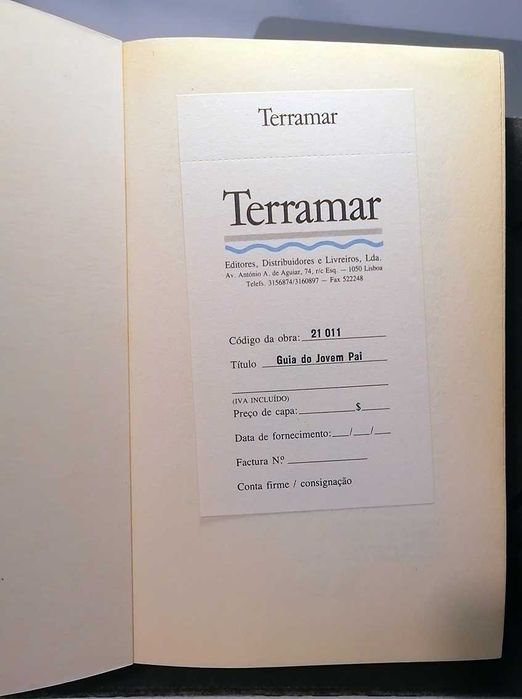 Terramar
Terramar
Editores, Distribuidores e Livreiros, Lda.
Av. António A. de Aguiar, 74, r/c Esq. — 1050 Lisboa
Telefs. 3156874/3160897 — Fax 522248
Código da obra: 21 011
Título Guia do Jovem Pai
(IVA INCLUÍDO)
Preço de capa: $
Data de fornecimento: / /
Factura N.º
Conta firme / consignação